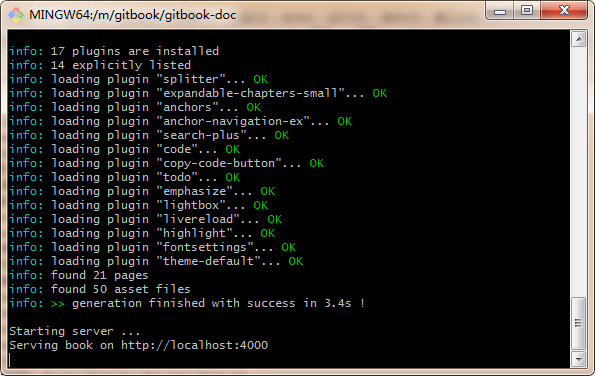 MINGW64:/m/gitbook/gitbook-doc
info: 17 plugins are installed
info: 14 explicitly listed
info: loading plugin "splitter"... OK
info: loading plugin "expandable-chapters-small"... OK
info: loading plugin "anchors"... OK
info: loading plugin "anchor-navigation-ex"... OK
info: loading plugin "search-plus"... OK
info: loading plugin "code"... OK
info: loading plugin "copy-code-button"... OK
info: loading plugin "todo"... OK
info: loading plugin "emphasize"... OK
info: loading plugin "lightbox"... OK
info: loading plugin "livereload"... OK
info: loading plugin "highlight"... OK
info: loading plugin "fontsettings"... OK
info: loading plugin "theme-default"... OK
info: found 21 pages
info: found 50 asset files
info: >> generation finished with success in 3.4s !
Starting server ...
Serving book on http://localhost:4000